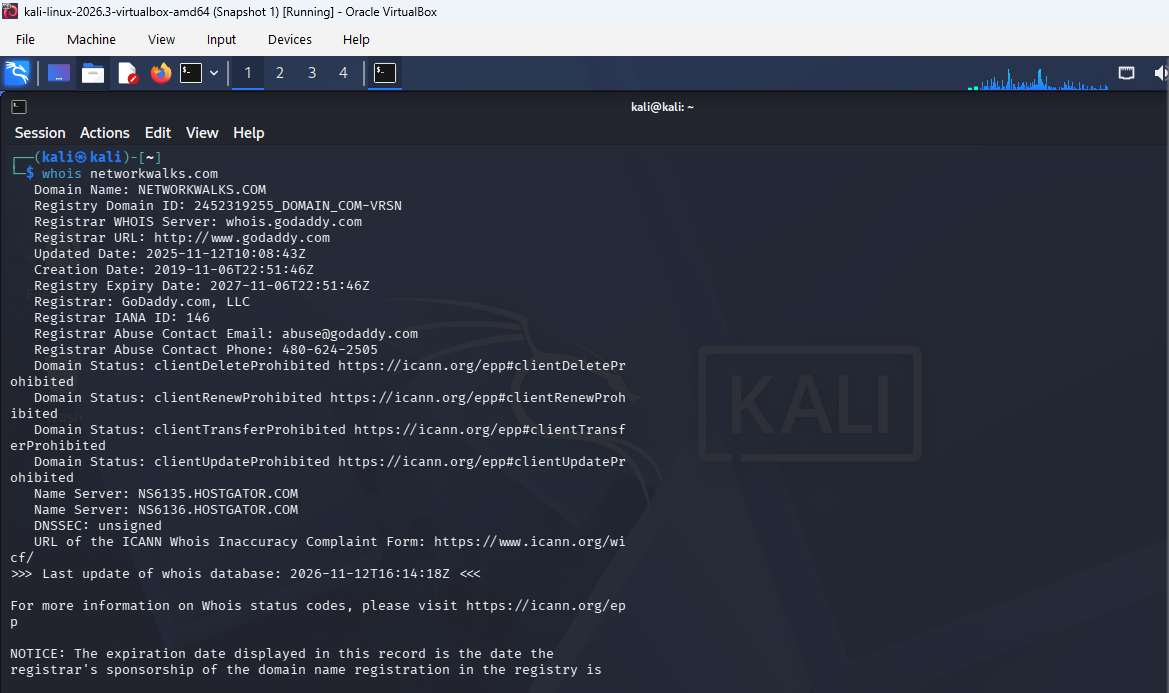 kali-linux-2026.3-virtualbox-amd64 (Snapshot 1) [Running] - Oracle VirtualBox
File Machine View Input Devices Help
1 2 3 4
kali@kali: ~
Session Actions Edit View Help
┌──(kali㉿kali)-[~]
└─$ whois networkwalks.com
   Domain Name: NETWORKWALKS.COM
   Registry Domain ID: 2452319255_DOMAIN_COM-VRSN
   Registrar WHOIS Server: whois.godaddy.com
   Registrar URL: http://www.godaddy.com
   Updated Date: 2025-11-12T10:08:43Z
   Creation Date: 2019-11-06T22:51:46Z
   Registry Expiry Date: 2027-11-06T22:51:46Z
   Registrar: GoDaddy.com, LLC
   Registrar IANA ID: 146
   Registrar Abuse Contact Email: abuse@godaddy.com
   Registrar Abuse Contact Phone: 480-624-2505
   Domain Status: clientDeleteProhibited https://icann.org/epp#clientDeletePr
ohibited
   Domain Status: clientRenewProhibited https://icann.org/epp#clientRenewProh
ibited
   Domain Status: clientTransferProhibited https://icann.org/epp#clientTransf
erProhibited
   Domain Status: clientUpdateProhibited https://icann.org/epp#clientUpdatePr
ohibited
   Name Server: NS6135.HOSTGATOR.COM
   Name Server: NS6136.HOSTGATOR.COM
   DNSSEC: unsigned
   URL of the ICANN Whois Inaccuracy Complaint Form: https://www.icann.org/wi
cf/
>>> Last update of whois database: 2026-11-12T16:14:18Z <<<

For more information on Whois status codes, please visit https://icann.org/ep
p

NOTICE: The expiration date displayed in this record is the date the
registrar's sponsorship of the domain name registration in the registry is
KALI